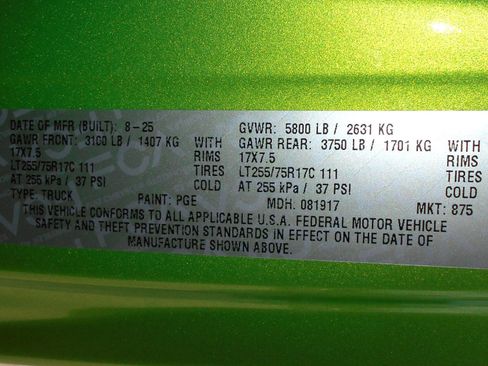 DATE OF MFR (BUILT): 8-25 GVWR: 5800 LB / 2631 KG
GAWR FRONT: 3100 LB / 1407 KG WITH GAWR REAR: 3750 LB / 1701 KG WITH
17X7.5 RIMS 17X7.5 RIMS
LT255/75R17C 111 TIRES LT255/75R17C 111 TIRES
AT 255 kPa / 37 PSI COLD AT 255 kPa / 37 PSI COLD
TYPE: TRUCK PAINT: PGE MDH: 081917 MKT: 875
THIS VEHICLE CONFORMS TO ALL APPLICABLE U.S.A. FEDERAL MOTOR VEHICLE
SAFETY AND THEFT PREVENTION STANDARDS IN EFFECT ON THE DATE OF
MANUFACTURE SHOWN ABOVE.